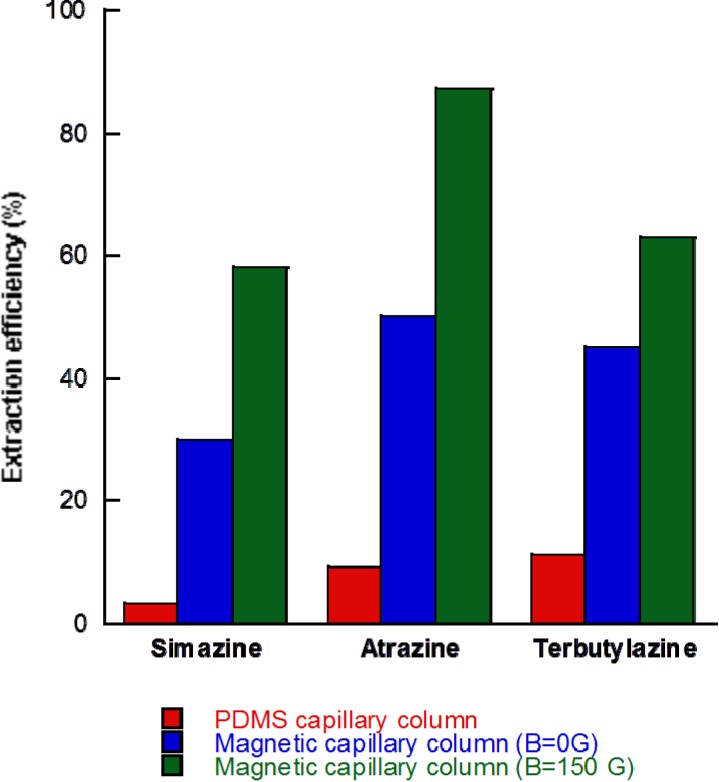 Extraction efficiency (%)
100
80
60
40
20
0
Simazine Atrazine Terbutylazine
PDMS capillary column
Magnetic capillary column (B=0G)
Magnetic capillary column (B=150 G)